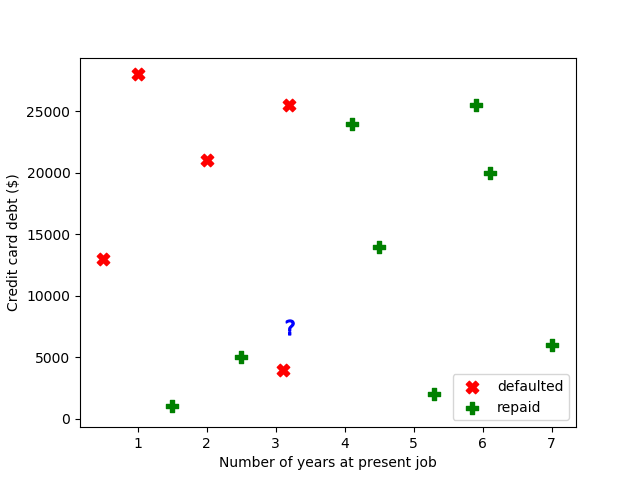 25000
20000
15000
10000
5000
0
Credit card debt ($)
?
defaulted
repaid
1 2 3 4 5 6 7
Number of years at present job